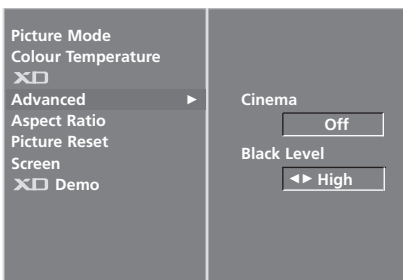 Picture Mode
Colour Temperature
XD
Advanced ►
Aspect Ratio
Picture Reset
Screen
XD Demo
Cinema
Off
Black Level
◄► High